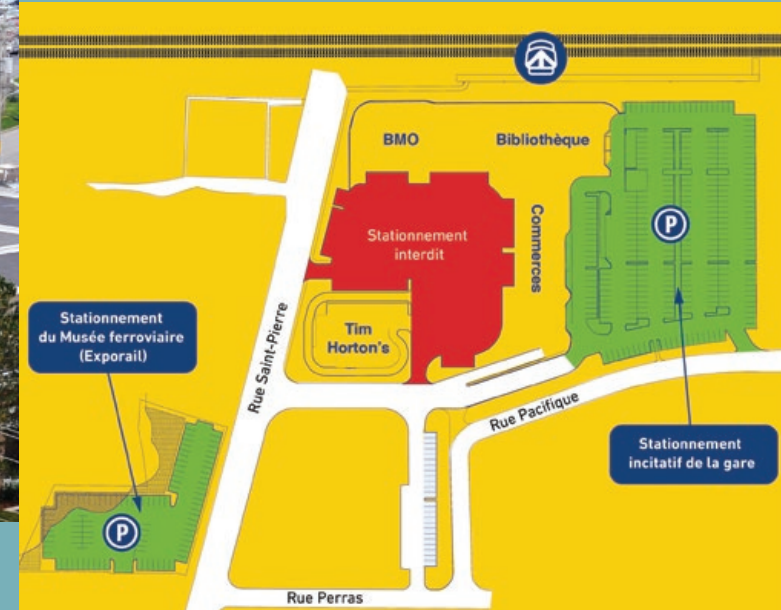 BMO
Bibliothèque
Stationnement
interdit
Commerces
P
Stationnement
du Musée ferroviaire
(Exporail)
Tim
Horton's
Rue Saint-Pierre
Rue Pacifique
Stationnement
incitatif de la gare
P
Rue Perras